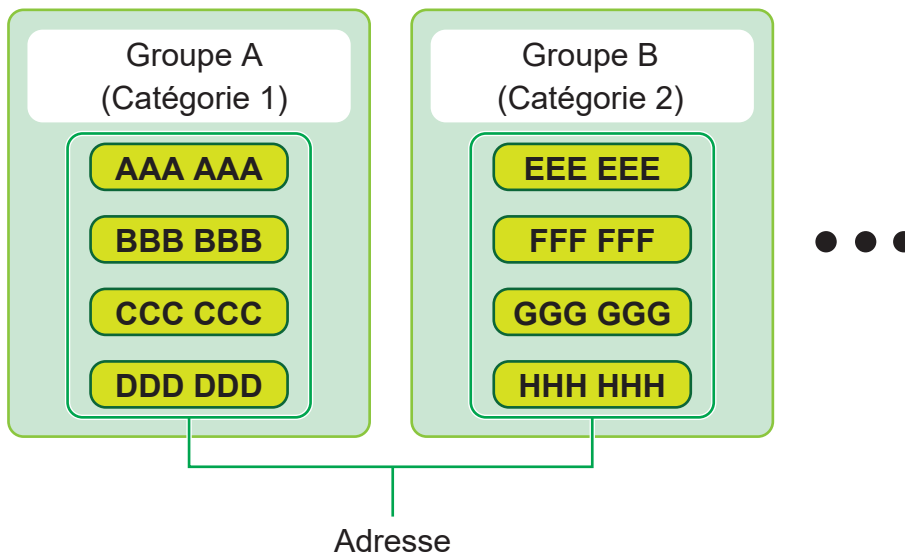 Groupe A
(Catégorie 1)
AAA AAA
BBB BBB
CCC CCC
DDD DDD
Groupe B
(Catégorie 2)
EEE EEE
FFF FFF
GGG GGG
HHH HHH
Adresse